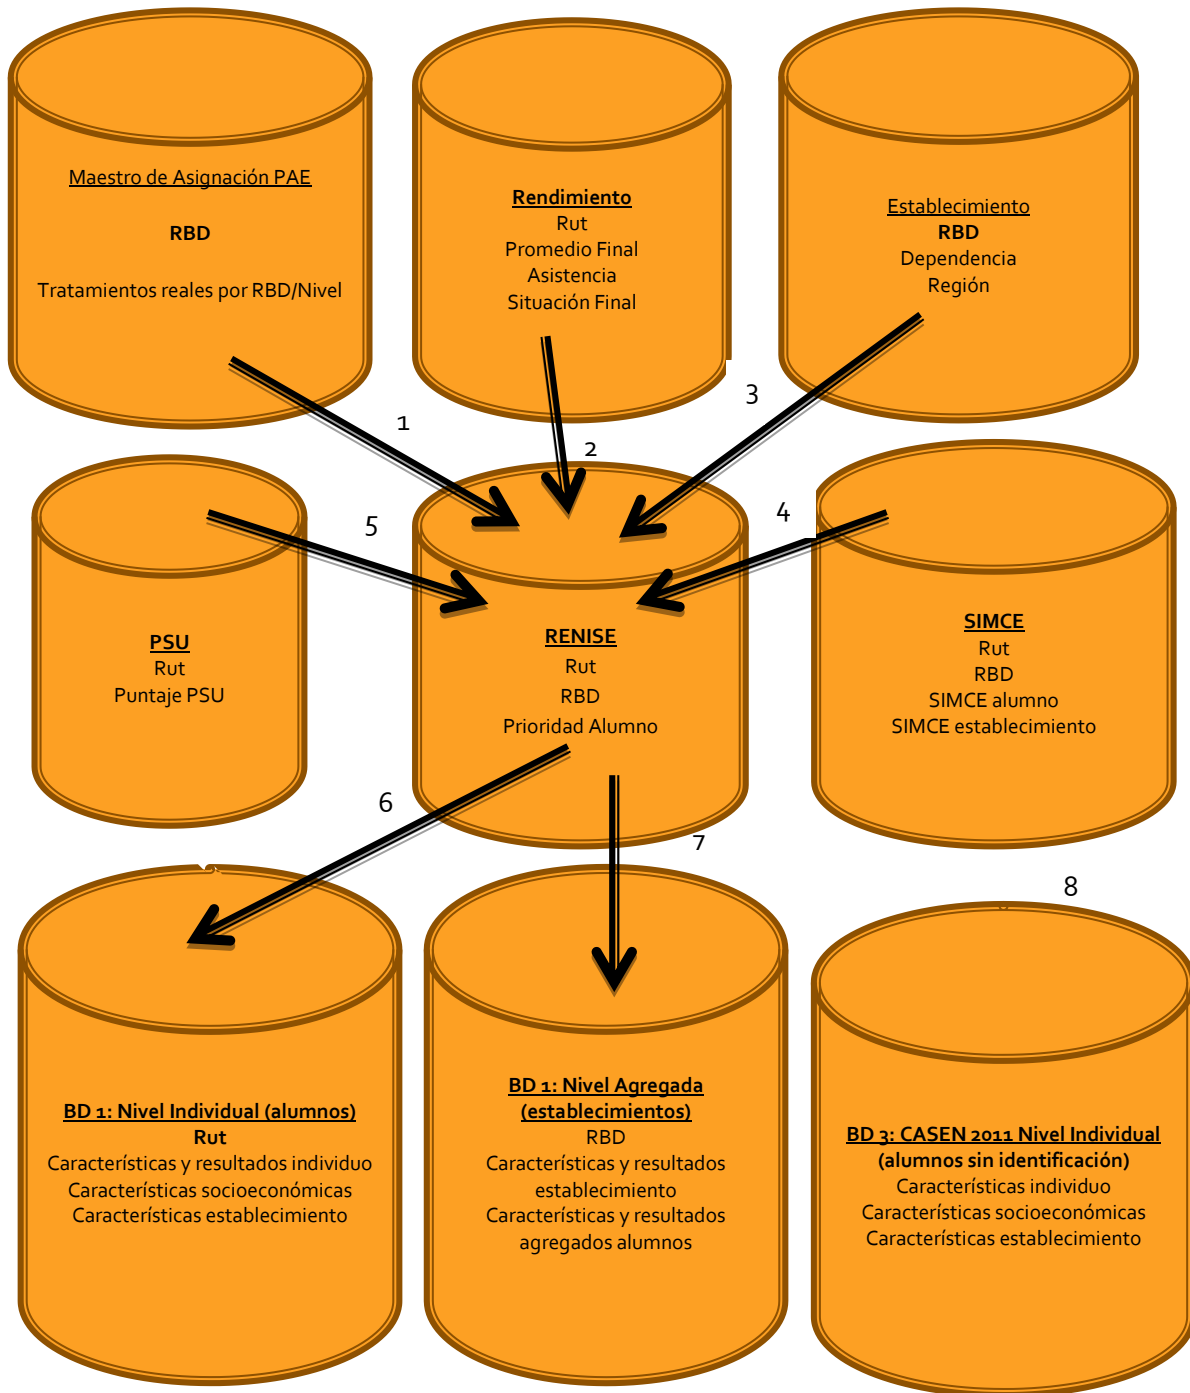 Maestro de Asignación PAE
RBD
Tratamientos reales por RBD/Nivel
Rendimiento
Rut
Promedio Final
Asistencia
Situación Final
Establecimiento
RBD
Dependencia
Región
1
2
3
4
5
PSU
Rut
Puntaje PSU
RENISE
Rut
RBD
Prioridad Alumno
SIMCE
Rut
RBD
SIMCE alumno
SIMCE establecimiento
6
7
8
BD 1: Nivel Individual (alumnos)
Rut
Características y resultados individuo
Características socioeconómicas
Características establecimiento
BD 1: Nivel Agregada
(establecimientos)
RBD
Características y resultados
establecimiento
Características y resultados
agregados alumnos
BD 3: CASEN 2011 Nivel Individual
(alumnos sin identificación)
Características individuo
Características socioeconómicas
Características establecimiento